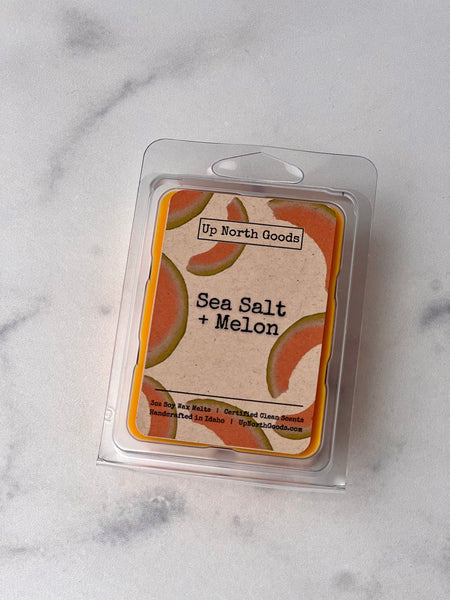 Up North Goods
Sea Salt
+ Melon
3oz Soy Wax Melts | Certified Clean Scents
Handcrafted in Idaho | UpNorthGoods.com